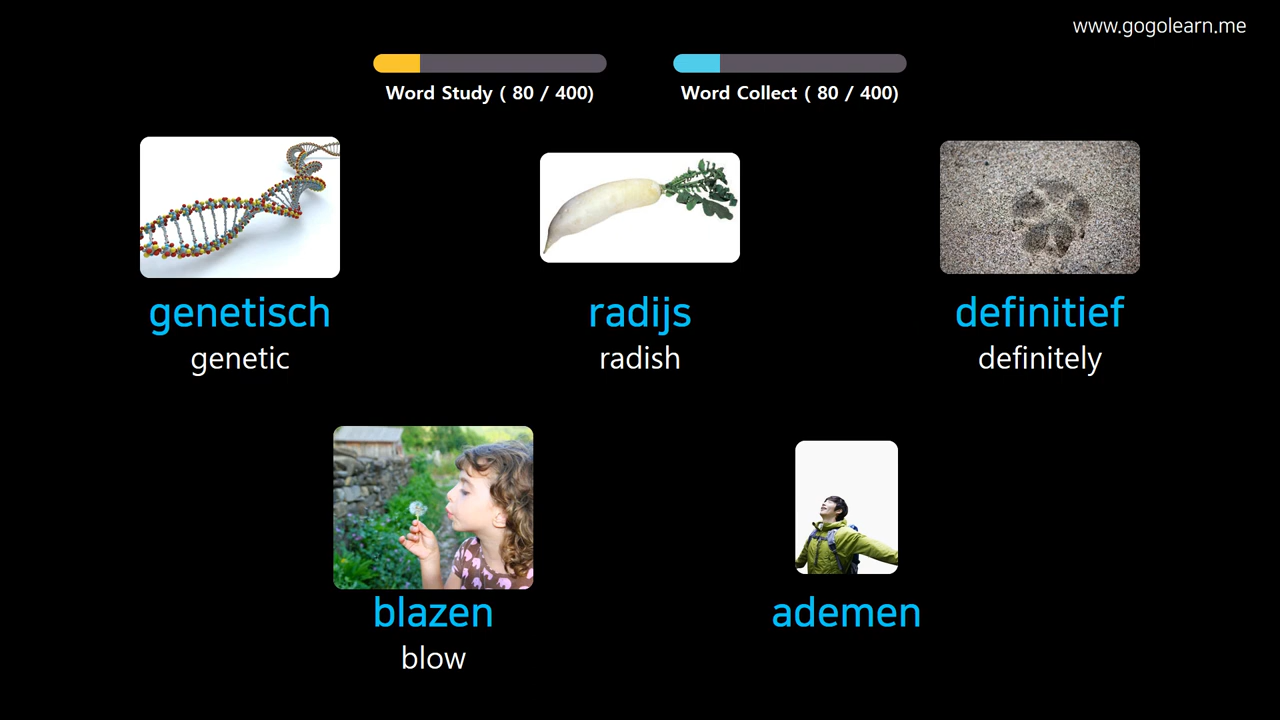 www.gogolearn.me
Word Study ( 80 / 400)
Word Collect ( 80 / 400)
genetisch
genetic
radijs
radish
definitief
definitely
blazen
blow
ademen